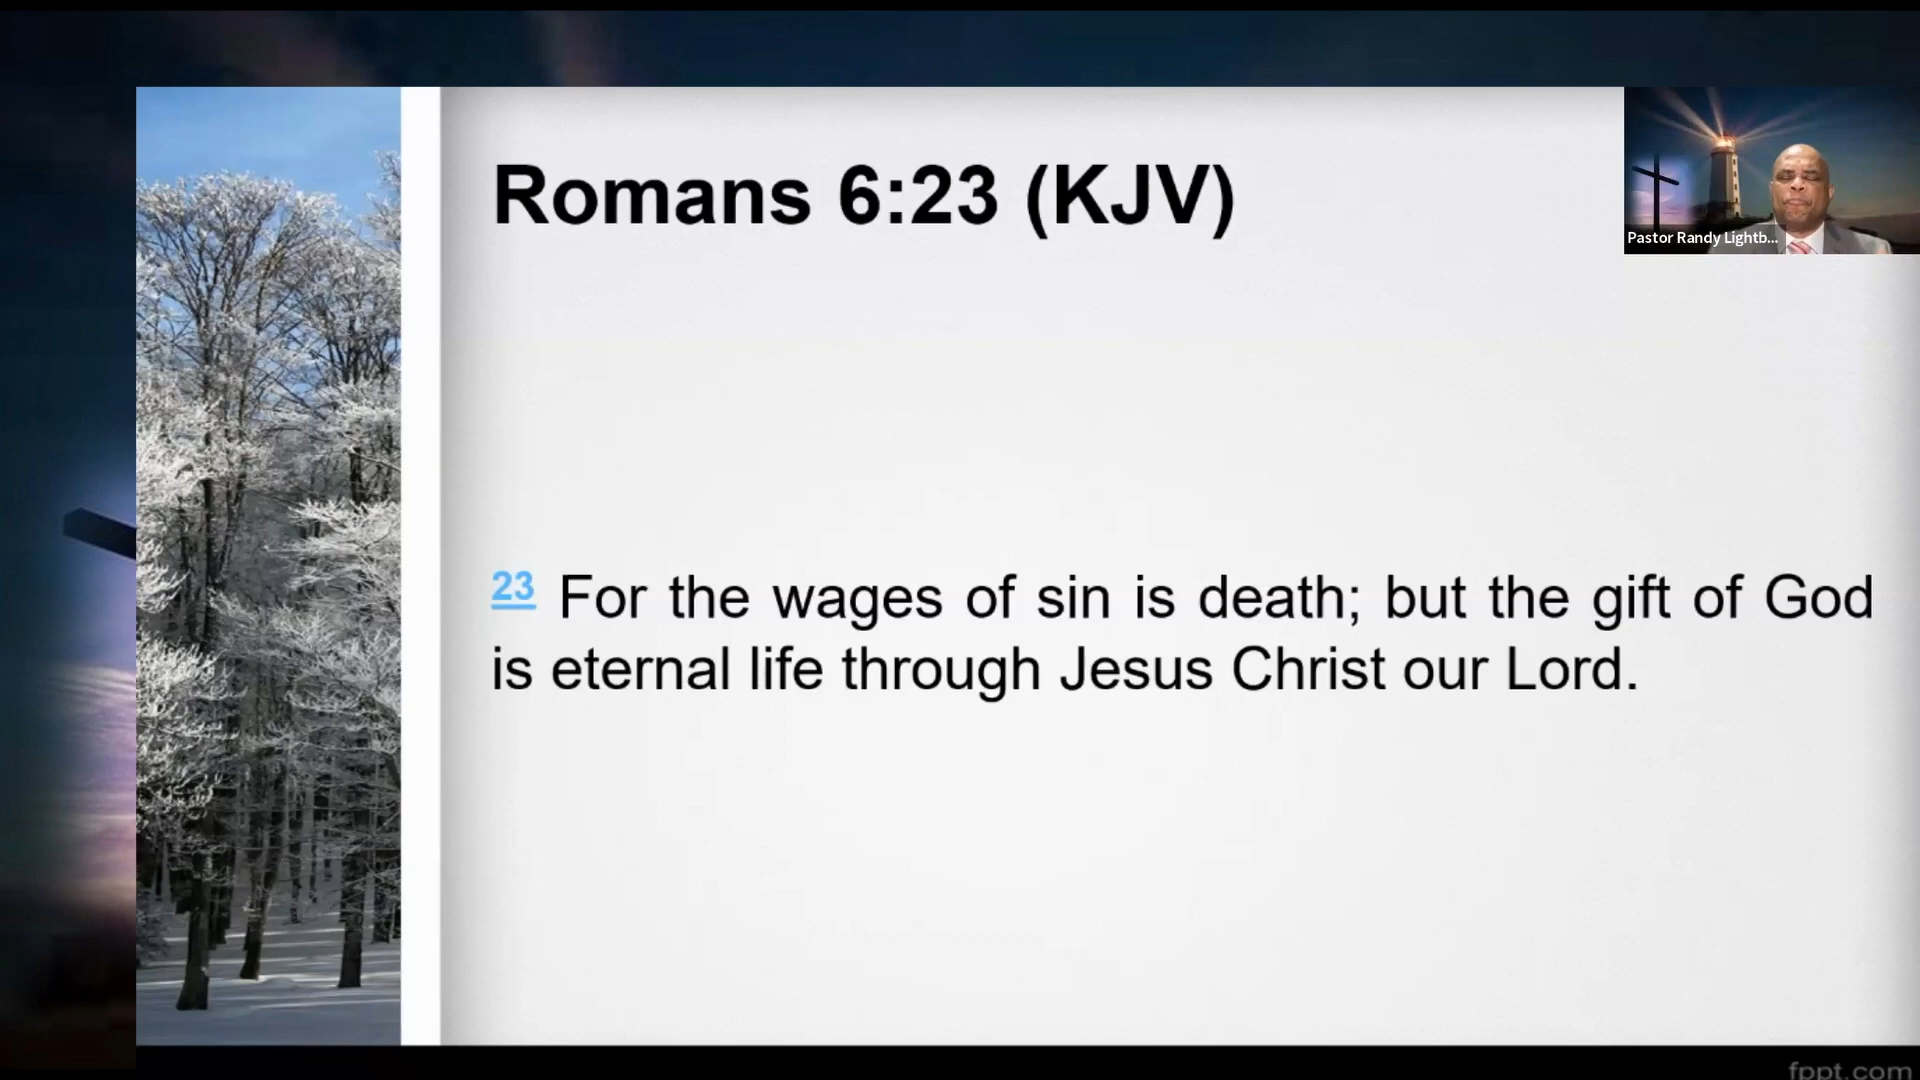 Romans 6:23 (KJV)
Pastor Randy Lightb...
23 For the wages of sin is death; but the gift of God
is eternal life through Jesus Christ our Lord.
fppt.com